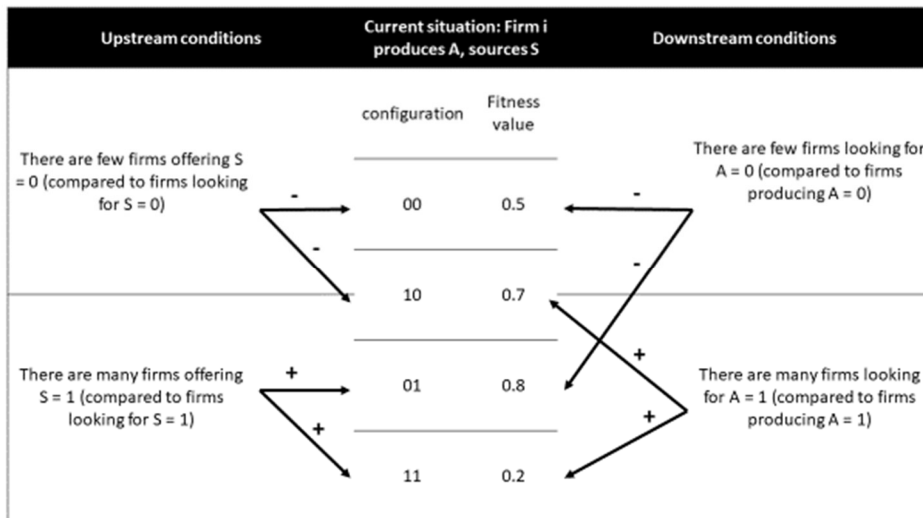 Upstream conditions
Current situation: Firm i
produces A, sources S
Downstream conditions
configuration
Fitness
value
There are few firms offering S
= 0 (compared to firms looking
for S = 0)
There are few firms looking for
A = 0 (compared to firms
producing A = 0)
-
-
00 0.5
-
-
10 0.7
There are many firms offering
S = 1 (compared to firms
looking for S = 1)
+
+
01 0.8
+
+
There are many firms looking
for A = 1 (compared to firms
producing A = 1)
11 0.2